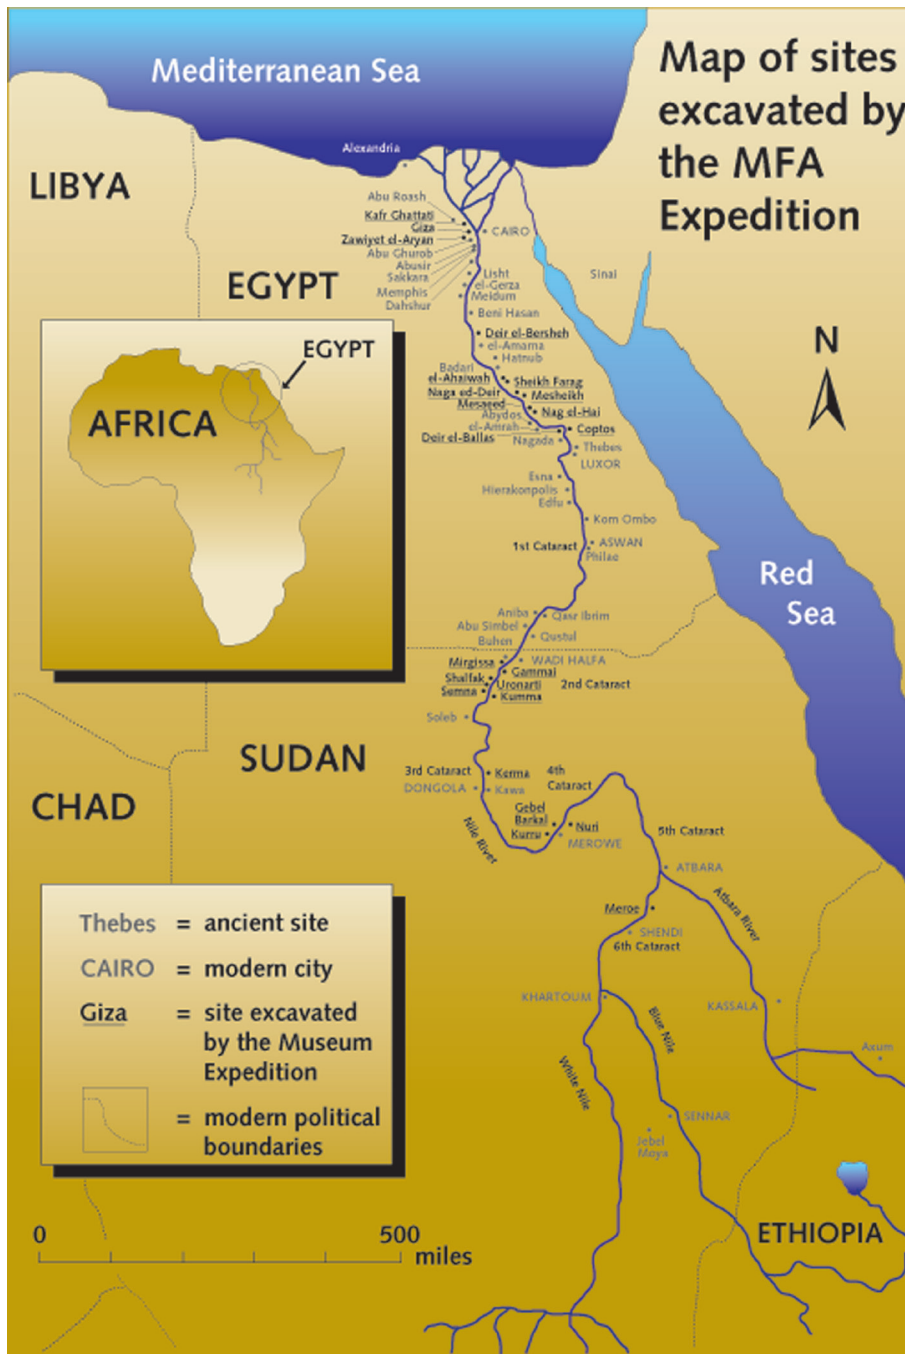 Map of sites
excavated by
the MFA
Expedition
Mediterranean Sea
Alexandria
LIBYA
Abu Roash
Kafr Ghattati
Giza
CAIRO
Zawiyet el-Aryan
Abu Ghurob
Abusir
Sakkara
Memphis
Dahshur
Lisht
el-Gerza
Meidum
Sinai
EGYPT
Beni Hasan
Deir el-Bersheh
el-Amarna
Hatnub
Badari
el-Ahaiwah
Sheikh Farag
Naga ed-Deir
Mesheikh
Mesaeed
Nag el-Hai
Abydos
el-Amrah
Coptos
Deir el-Ballas
Nagada
Thebes
LUXOR
N
EGYPT
AFRICA
Esna
Hierakonpolis
Edfu
Kom Ombo
1st Cataract
ASWAN
Philae
Red
Sea
Aniba
Qasr Ibrim
Abu Simbel
Buhen
Qustul
Mirgissa
WADI HALFA
Gammai
Shalfak
Uronarti
2nd Cataract
Semna
Kumma
Soleb
SUDAN
CHAD
3rd Cataract
Kerma
4th
Cataract
DONGOLA
Kawa
Gebel
Barkal
Nuri
Kurru
MEROWE
Nile River
5th Cataract
ATBARA
Atbara River
Meroe
SHENDI
6th Cataract
KHARTOUM
KASSALA
Blue Nile
White Nile
Axum
SENNAR
Jebel
Moya
ETHIOPIA
Thebes = ancient site
CAIRO = modern city
Giza = site excavated
by the Museum
Expedition
= modern political
boundaries
0 500
miles